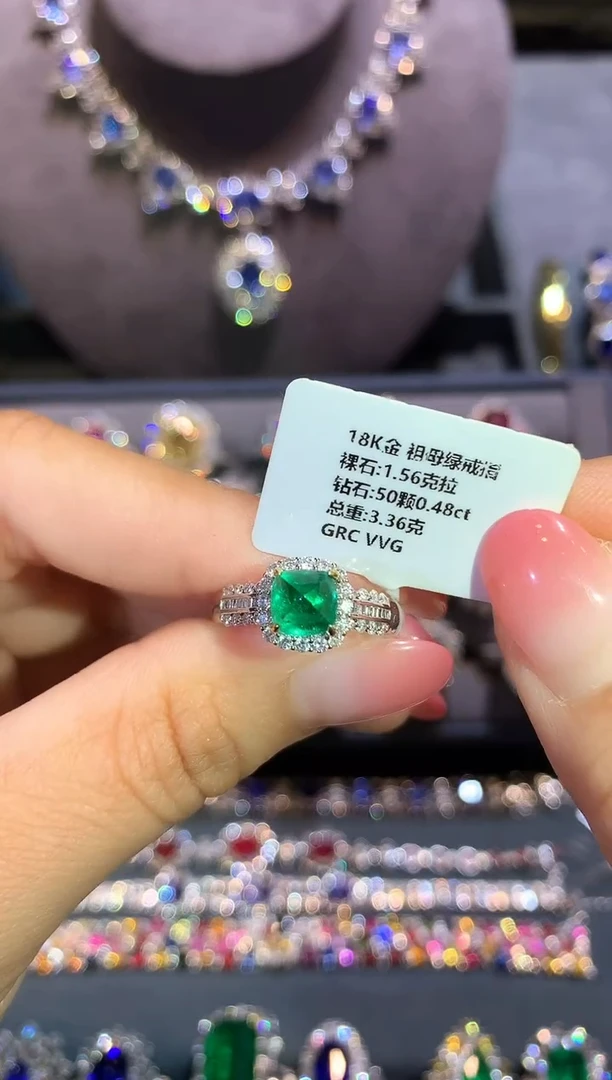 18K金 祖母绿戒指
裸石:1.56克拉
钻石:50颗0.48ct
总重:3.36克
GRC VVG